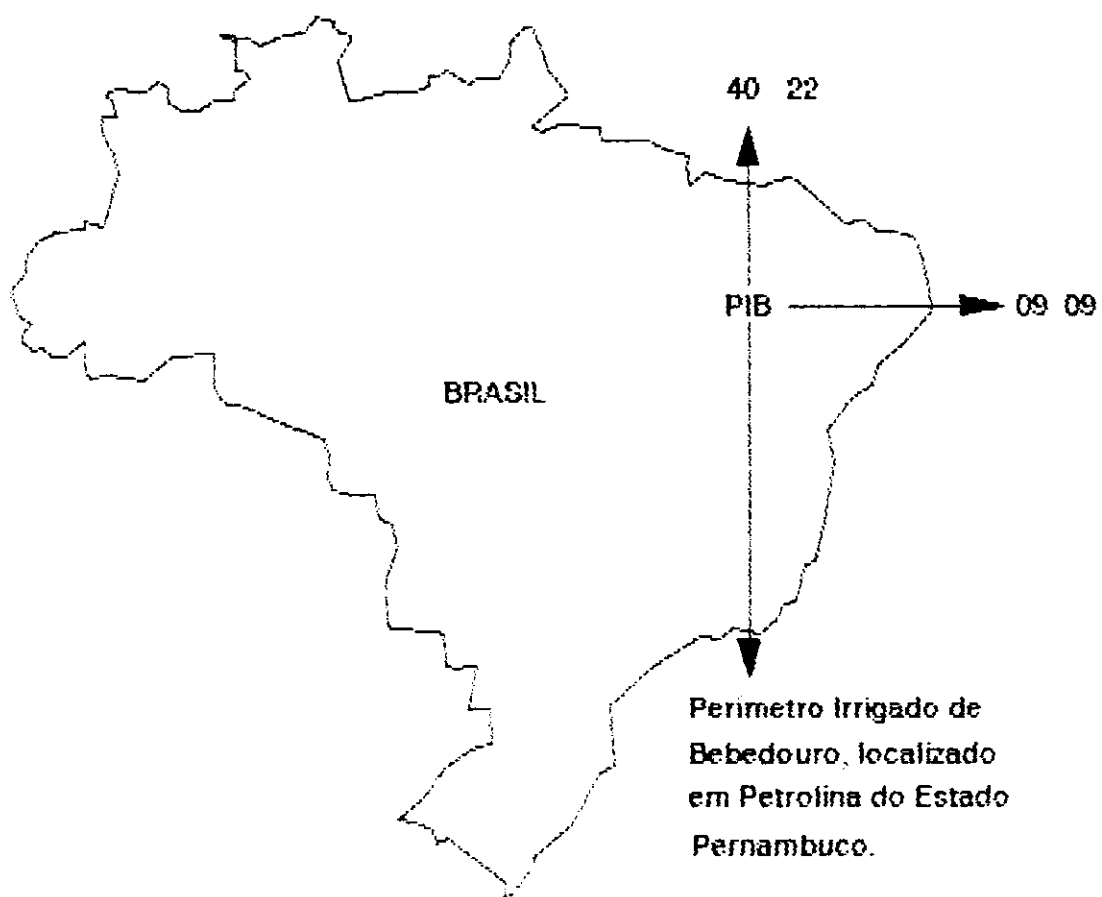 40 22
PIB
09 09
BRASIL
Perimetro Irrigado de
Bebedouro, localizado
em Petrolina do Estado
Pernambuco.